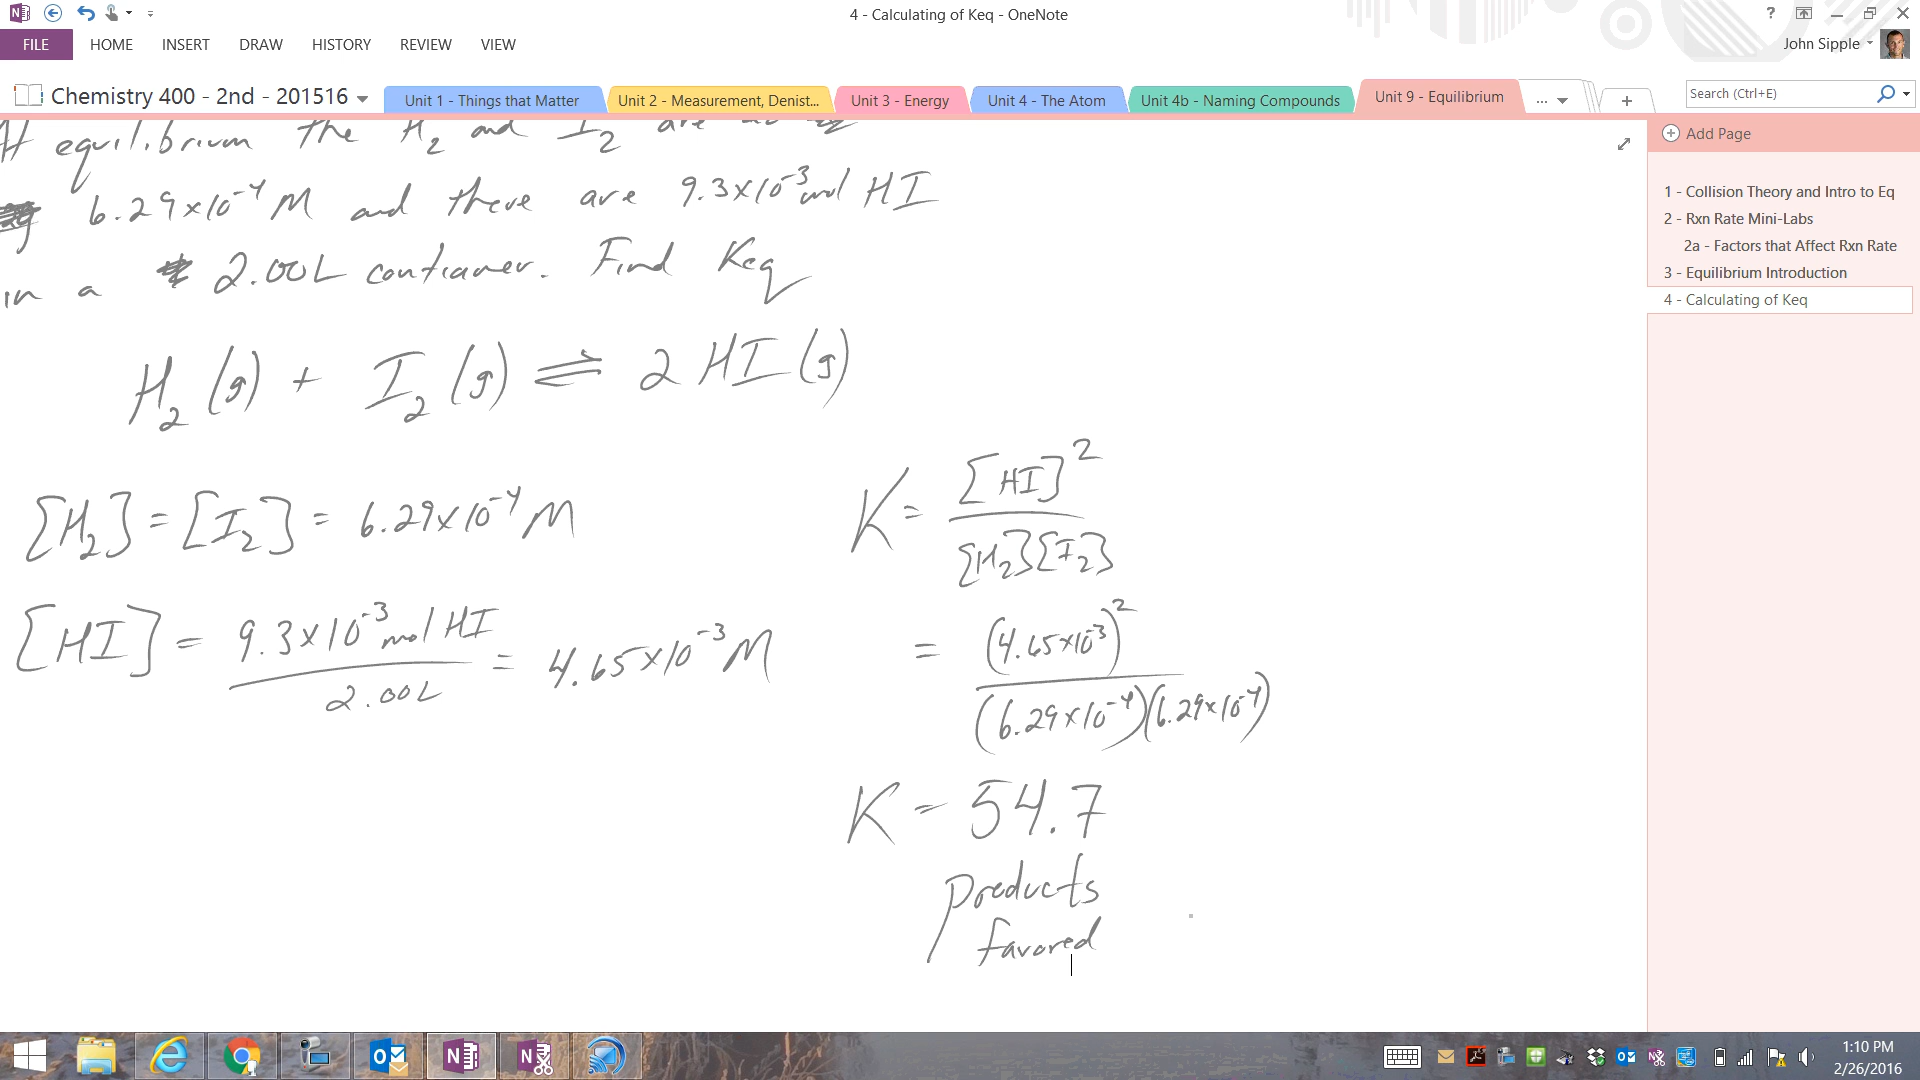 4 - Calculating of Keq - OneNote
?
FILE HOME INSERT DRAW HISTORY REVIEW VIEW
John Sipple
Chemistry 400 - 2nd - 201516
Unit 1 - Things that Matter
Unit 2 - Measurement, Denist...
Unit 3 - Energy
Unit 4 - The Atom
Unit 4b - Naming Compounds
Unit 9 - Equilibrium
...
Search (Ctrl+E)
Add Page
1 - Collision Theory and Intro to Eq
2 - Rxn Rate Mini-Labs
2a - Factors that Affect Rxn Rate
3 - Equilibrium Introduction
4 - Calculating of Keq
At equilibrium the H₂ and I₂ are
6.29x10⁻⁴ M and there are 9.3x10⁻³ mol HI
in a 2.00L container. Find Keq
H₂(g) + I₂(g) ⇌ 2 HI(g)
[H₂] = [I₂] = 6.29x10⁻⁴ M
[HI] = 9.3x10⁻³ mol HI / 2.00L = 4.65x10⁻³ M
K = [HI]² / [H₂][I₂]
= (4.65x10⁻³)² / (6.29x10⁻⁴)(6.29x10⁻⁴)
K = 54.7
products
favored
1:10 PM
2/26/2016